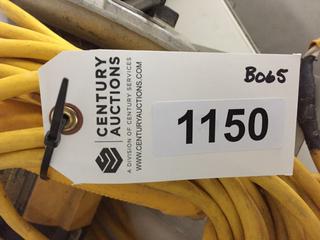 B065
CENTURY
AUCTIONS
A DIVISION OF CENTURY SERVICES
WWW.CENTURYAUCTIONS.COM
1150